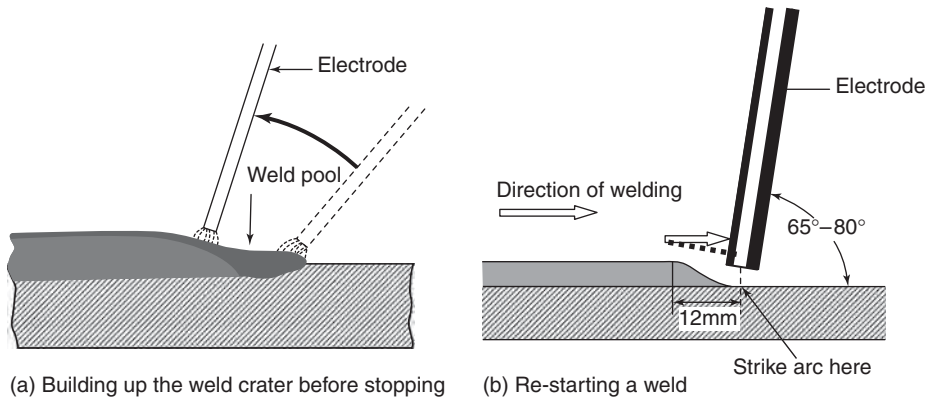 Electrode
Weld pool
(a) Building up the weld crater before stopping
Electrode
Direction of welding
65°–80°
12mm
Strike arc here
(b) Re-starting a weld